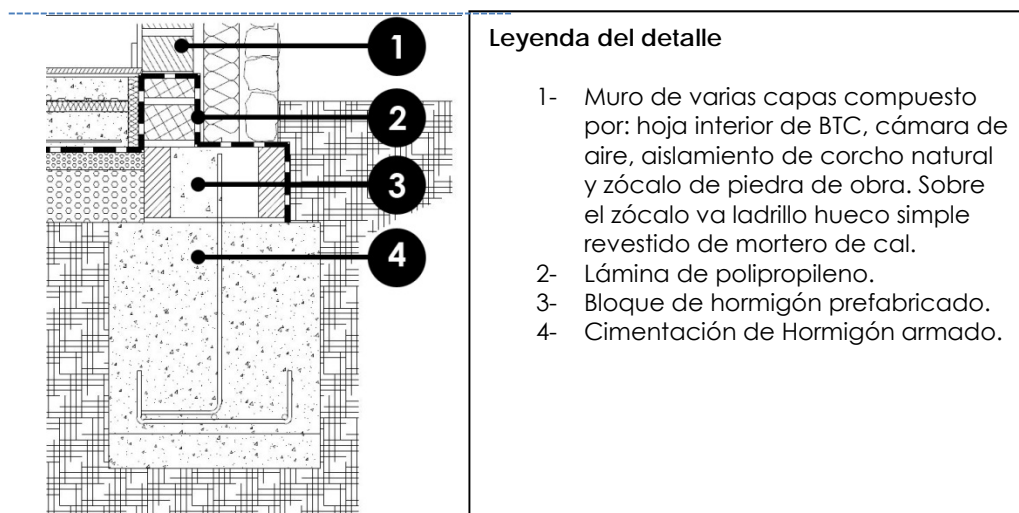 1
2
3
4
Leyenda del detalle
1- Muro de varias capas compuesto
por: hoja interior de BTC, cámara de
aire, aislamiento de corcho natural
y zócalo de piedra de obra. Sobre
el zócalo va ladrillo hueco simple
revestido de mortero de cal.
2- Lámina de polipropileno.
3- Bloque de hormigón prefabricado.
4- Cimentación de Hormigón armado.